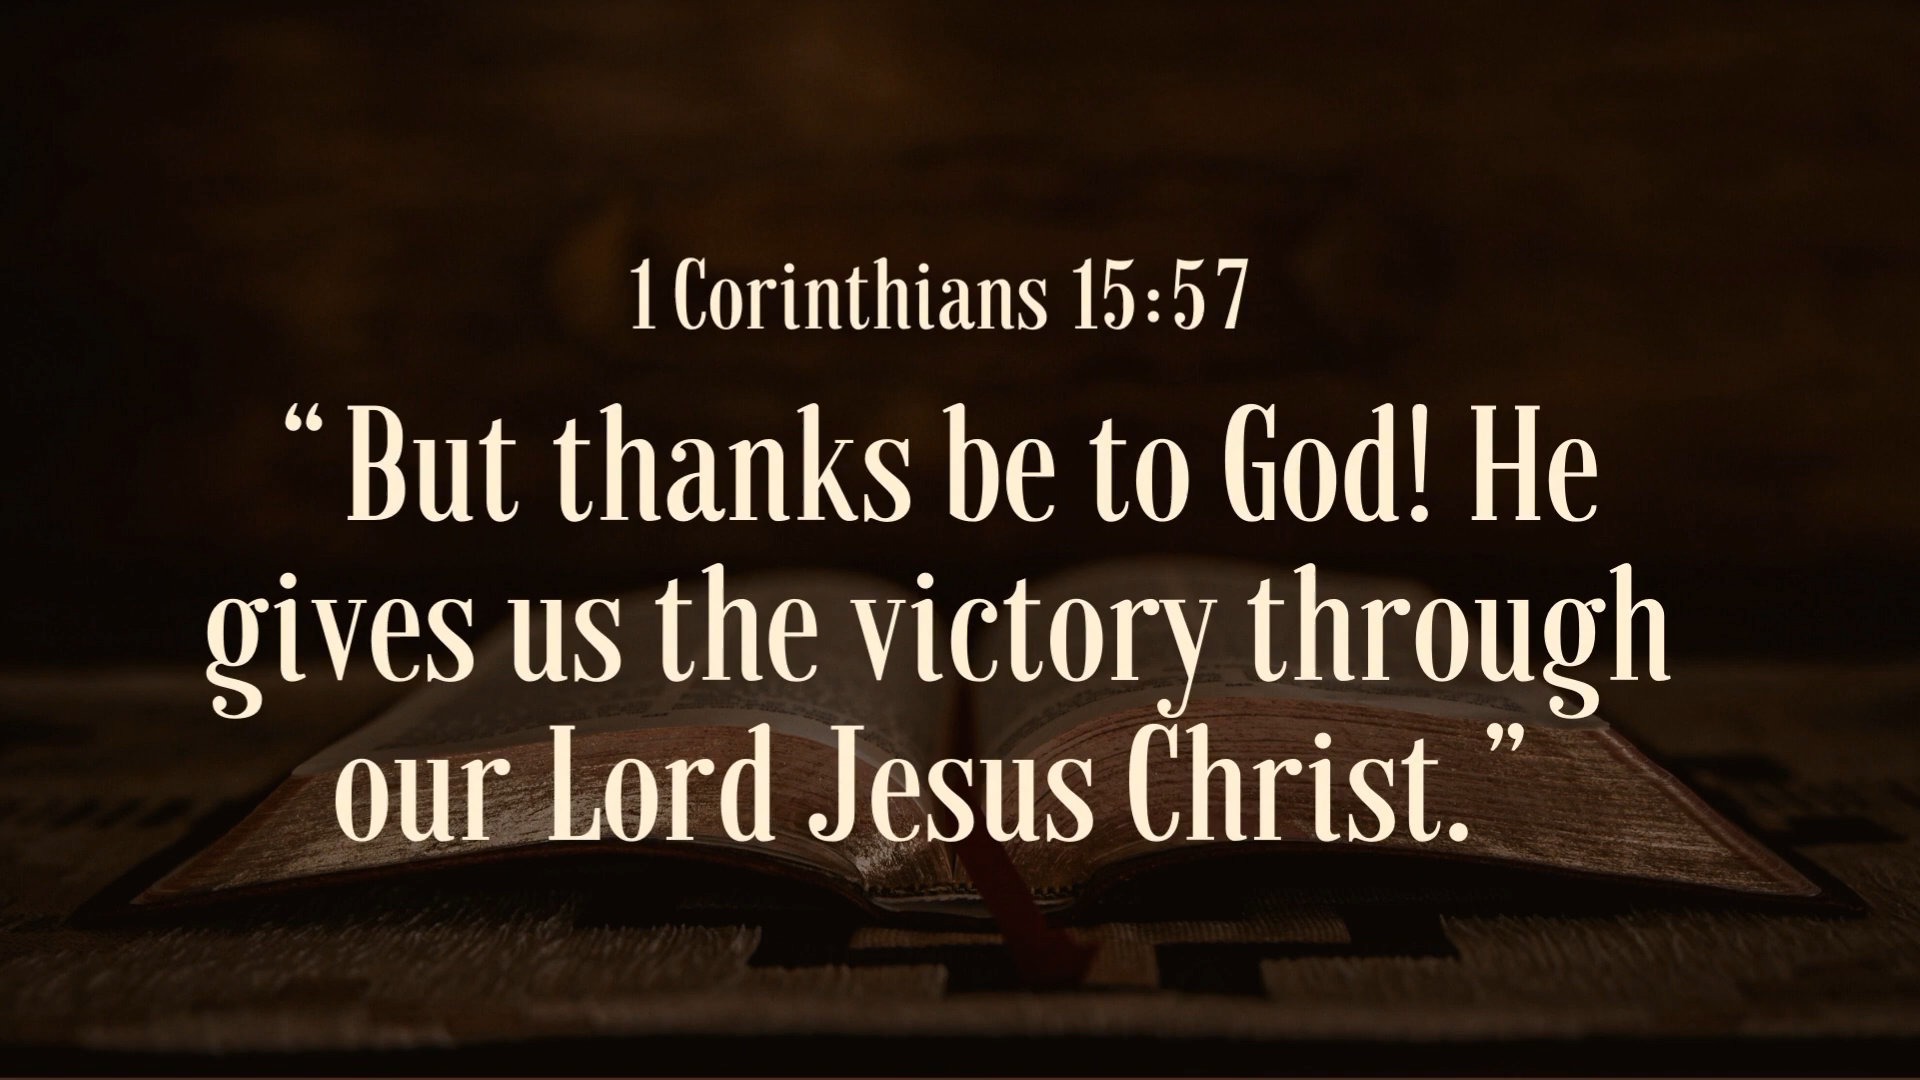 1 Corinthians 15:57
“ But thanks be to God! He
gives us the victory through
our Lord Jesus Christ.”